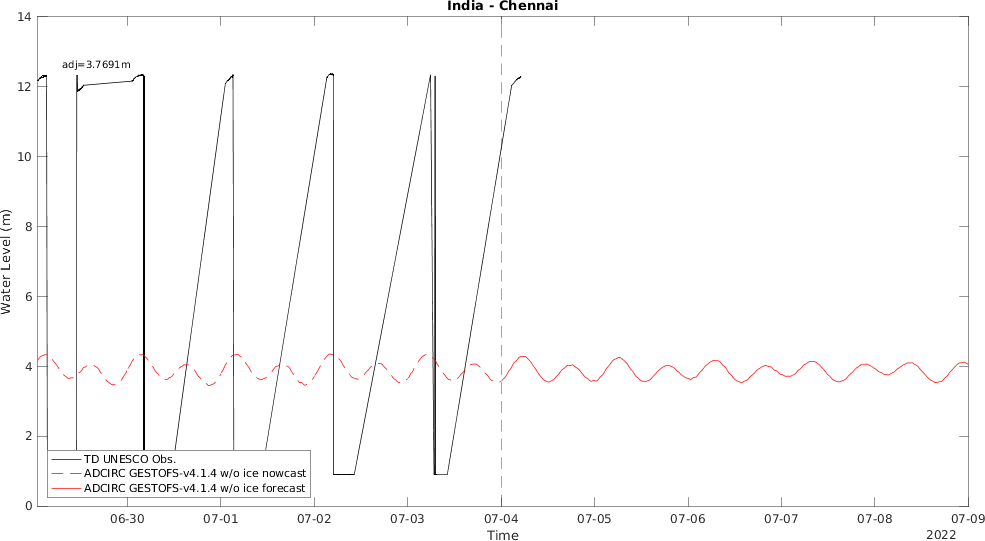 India - Chennai
14
12
10
8
6
4
2
0
Water Level (m)
adj=3.7691m
TD UNESCO Obs.
ADCIRC GESTOFS-v4.1.4 w/o ice nowcast
ADCIRC GESTOFS-v4.1.4 w/o ice forecast
06-30 07-01 07-02 07-03 07-04 07-05 07-06 07-07 07-08 07-09
Time
2022